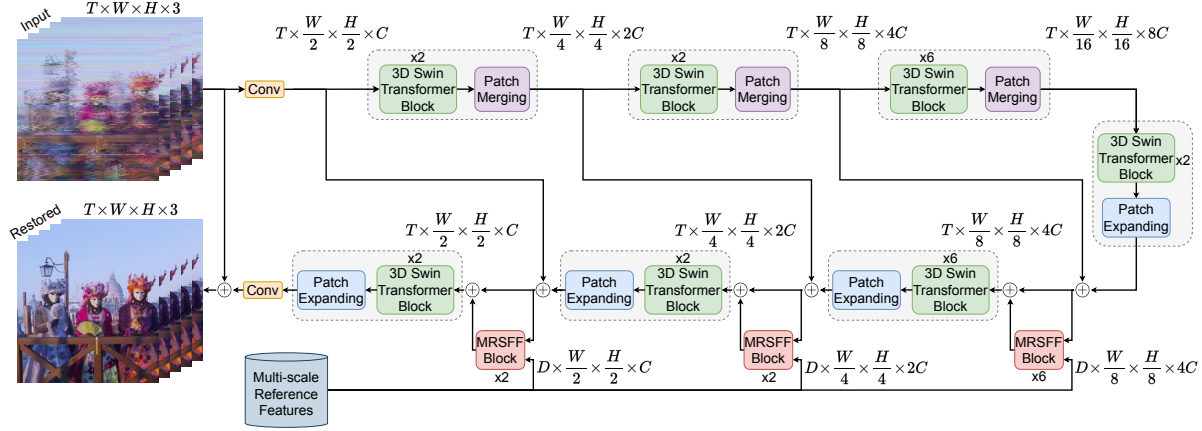 Input
T×W×H×3
T×W/2×H/2×C
T×W/4×H/4×2C
T×W/8×H/8×4C
T×W/16×H/16×8C
Conv
x2
3D Swin
Transformer
Block
Patch
Merging
x2
3D Swin
Transformer
Block
Patch
Merging
x6
3D Swin
Transformer
Block
Patch
Merging
3D Swin
Transformer
Block
x2
Patch
Expanding
Restored
T×W×H×3
T×W/2×H/2×C
T×W/4×H/4×2C
T×W/8×H/8×4C
Conv
x2
Patch
Expanding
3D Swin
Transformer
Block
x2
Patch
Expanding
3D Swin
Transformer
Block
x6
Patch
Expanding
3D Swin
Transformer
Block
MRSFF
Block
x2
MRSFF
Block
x2
MRSFF
Block
x6
D×W/2×H/2×C
D×W/4×H/4×2C
D×W/8×H/8×4C
Multi-scale
Reference
Features